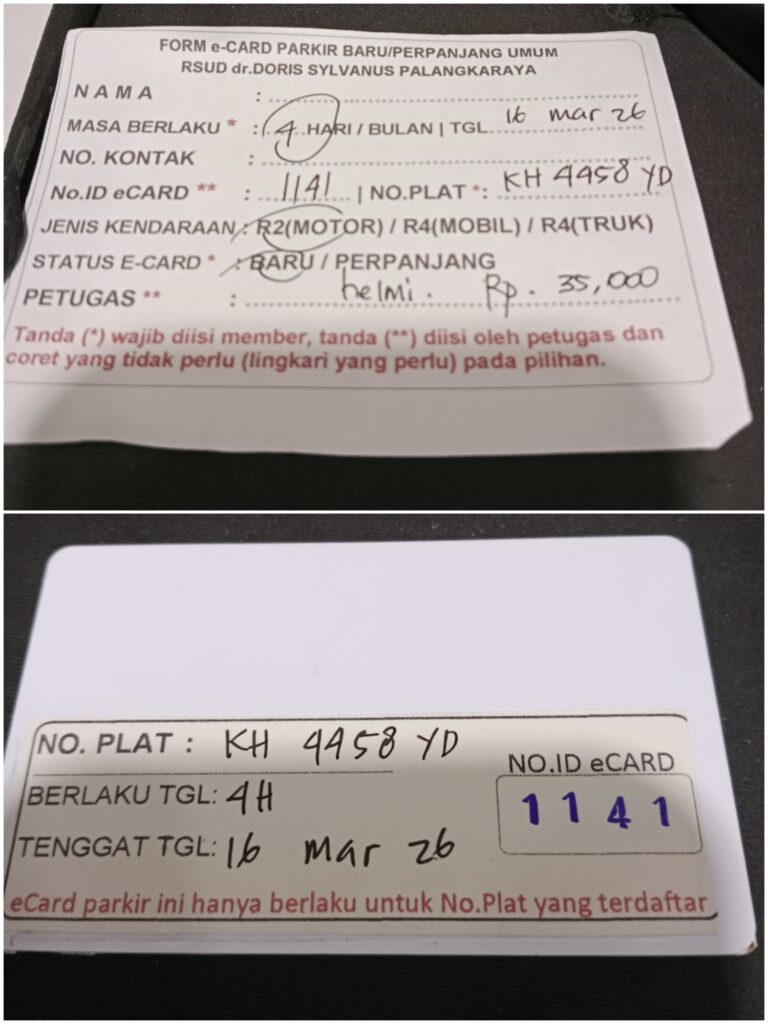 FORM e-CARD PARKIR BARU/PERPANJANG UMUM
RSUD dr.DORIS SYLVANUS PALANGKARAYA
N A M A :
MASA BERLAKU * : 4 HARI / BULAN | TGL 16 mar 26
NO. KONTAK :
No.ID eCARD ** : 1141 | NO.PLAT *: KH 4458 YD
JENIS KENDARAAN : R2(MOTOR) / R4(MOBIL) / R4(TRUK)
STATUS E-CARD * : BARU / PERPANJANG
PETUGAS ** : helmi. Rp. 35,000
Tanda (*) wajib diisi member, tanda (**) diisi oleh petugas dan
coret yang tidak perlu (lingkari yang perlu) pada pilihan.
NO. PLAT : KH 4458 YD
NO.ID eCARD
BERLAKU TGL: 4H
1141
TENGGAT TGL: 16 mar 26
eCard parkir ini hanya berlaku untuk No.Plat yang terdaftar